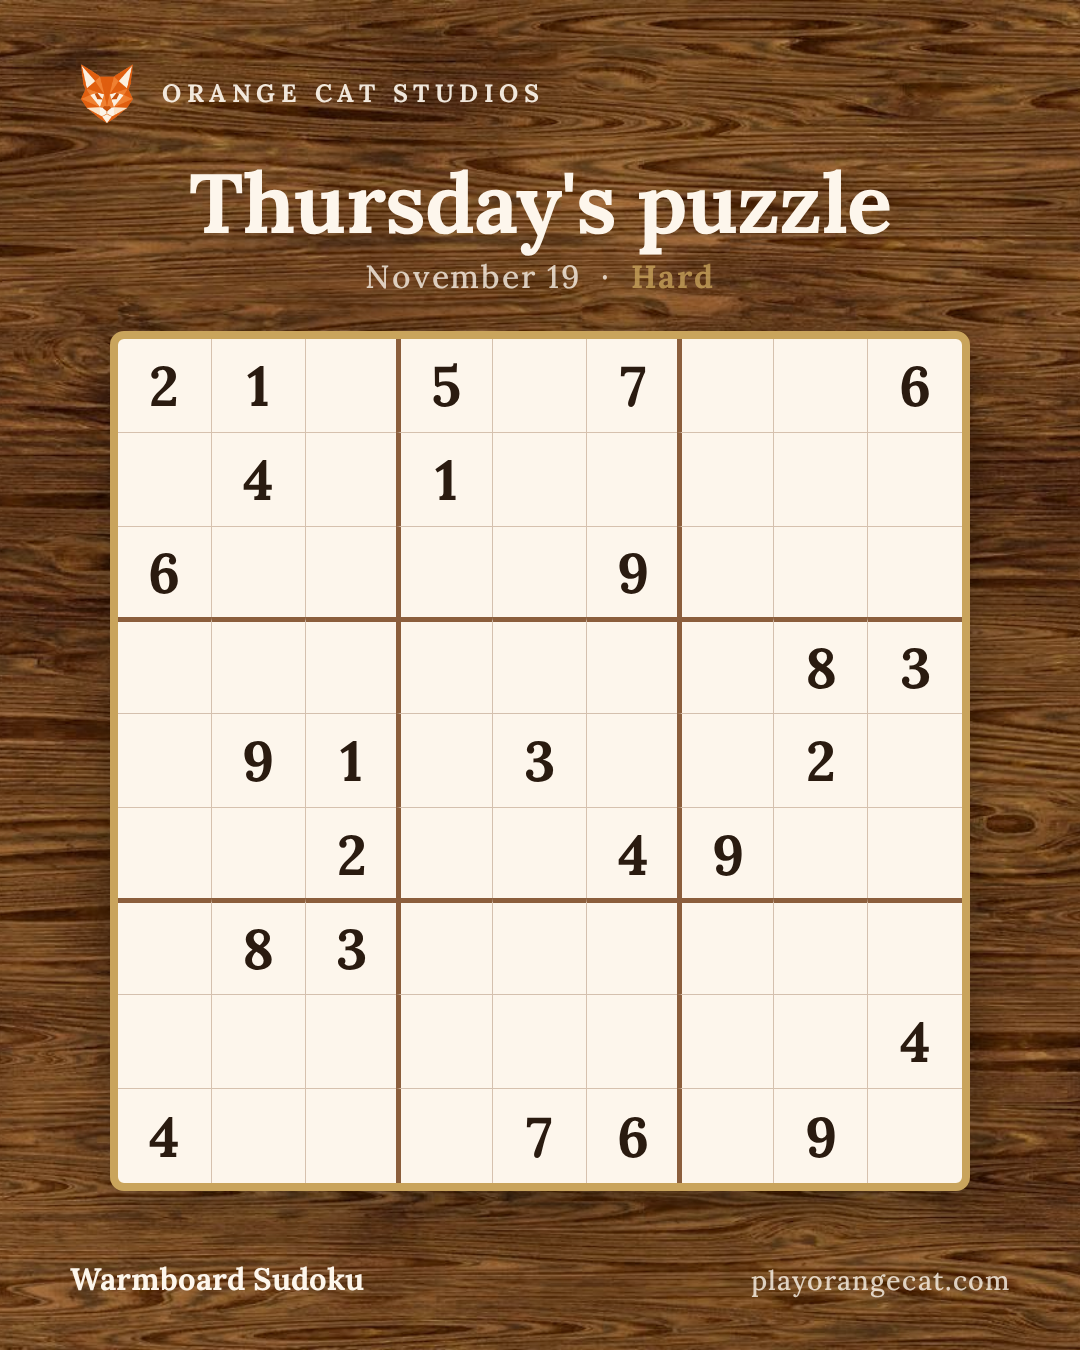 ORANGE CAT STUDIOS
Thursday's puzzle
November 19 · Hard
2 1 5 7 6
4 1
6 9
8 3
9 1 3 2
2 4 9
8 3
4
4 7 6 9
Warmboard Sudoku
playorangecat.com